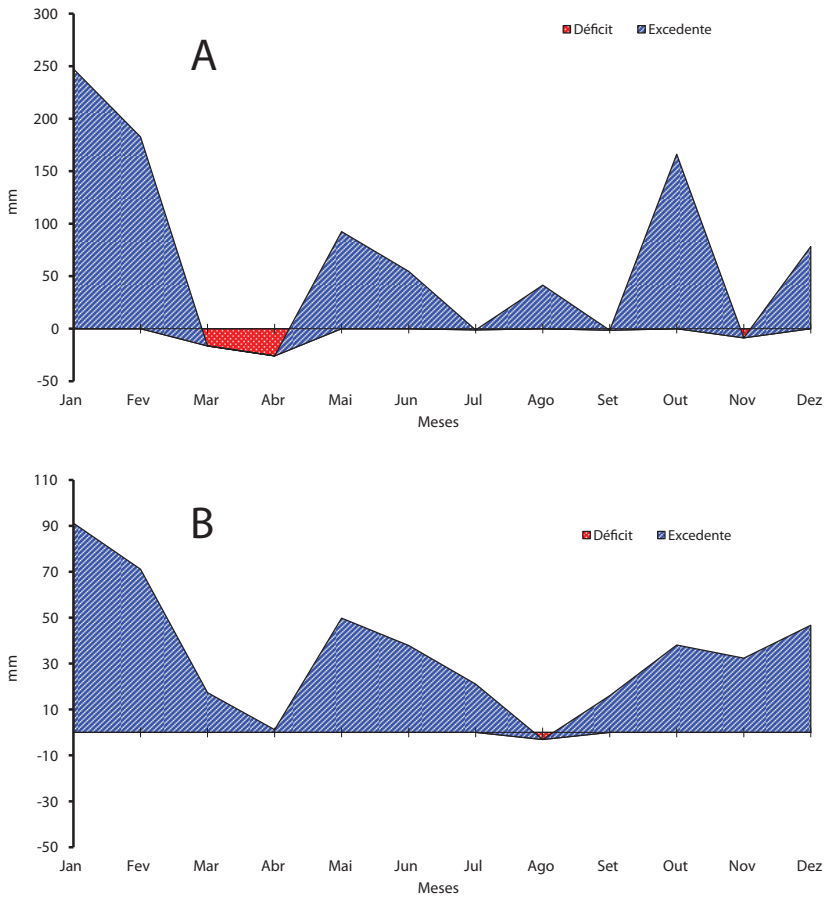 300
Déficit Excedente
A
250
200
150
mm
100
50
0
-50
Jan Fev Mar Abr Mai Jun Jul Ago Set Out Nov Dez
Meses
110
B
90
Déficit Excedente
70
50
mm
30
10
-10
-30
-50
Jan Fev Mar Abr Mai Jun Jul Ago Set Out Nov Dez
Meses